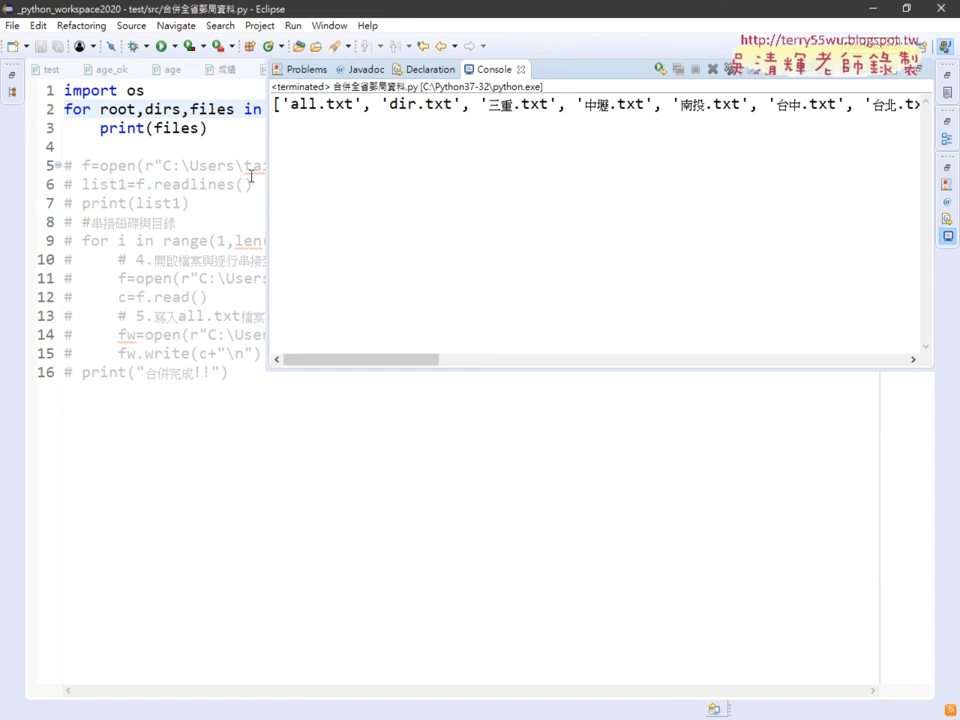 _python_workspace2020 - test/src/合併全省郵局資料.py - Eclipse
File Edit Refactoring Source Navigate Search Project Run Window Help
http://terry55wu.blogspot.tw
吳清輝老師錄製
test age_ok age 或欉
Problems Javadoc Declaration Console
<terminated> 合併全省郵局資料.py [C:\Python37-32\python.exe]
['all.txt', 'dir.txt', '三重.txt', '中壢.txt', '南投.txt', '台中.txt', '台北.tx
1 import os
2 for root,dirs,files in
3 print(files)
4
5 # f=open(r"C:\Users\tai
6 # list1=f.readlines()
7 # print(list1)
8 # #串接磁碟與目錄
9 # for i in range(1,len(
10 # # 4.開啟檔案與逐行串接
11 # f=open(r"C:\Users
12 # c=f.read()
13 # # 5.寫入all.txt檔案
14 # fw=open(r"C:\User
15 # fw.write(c+"\n")
16 # print("合併完成!!")